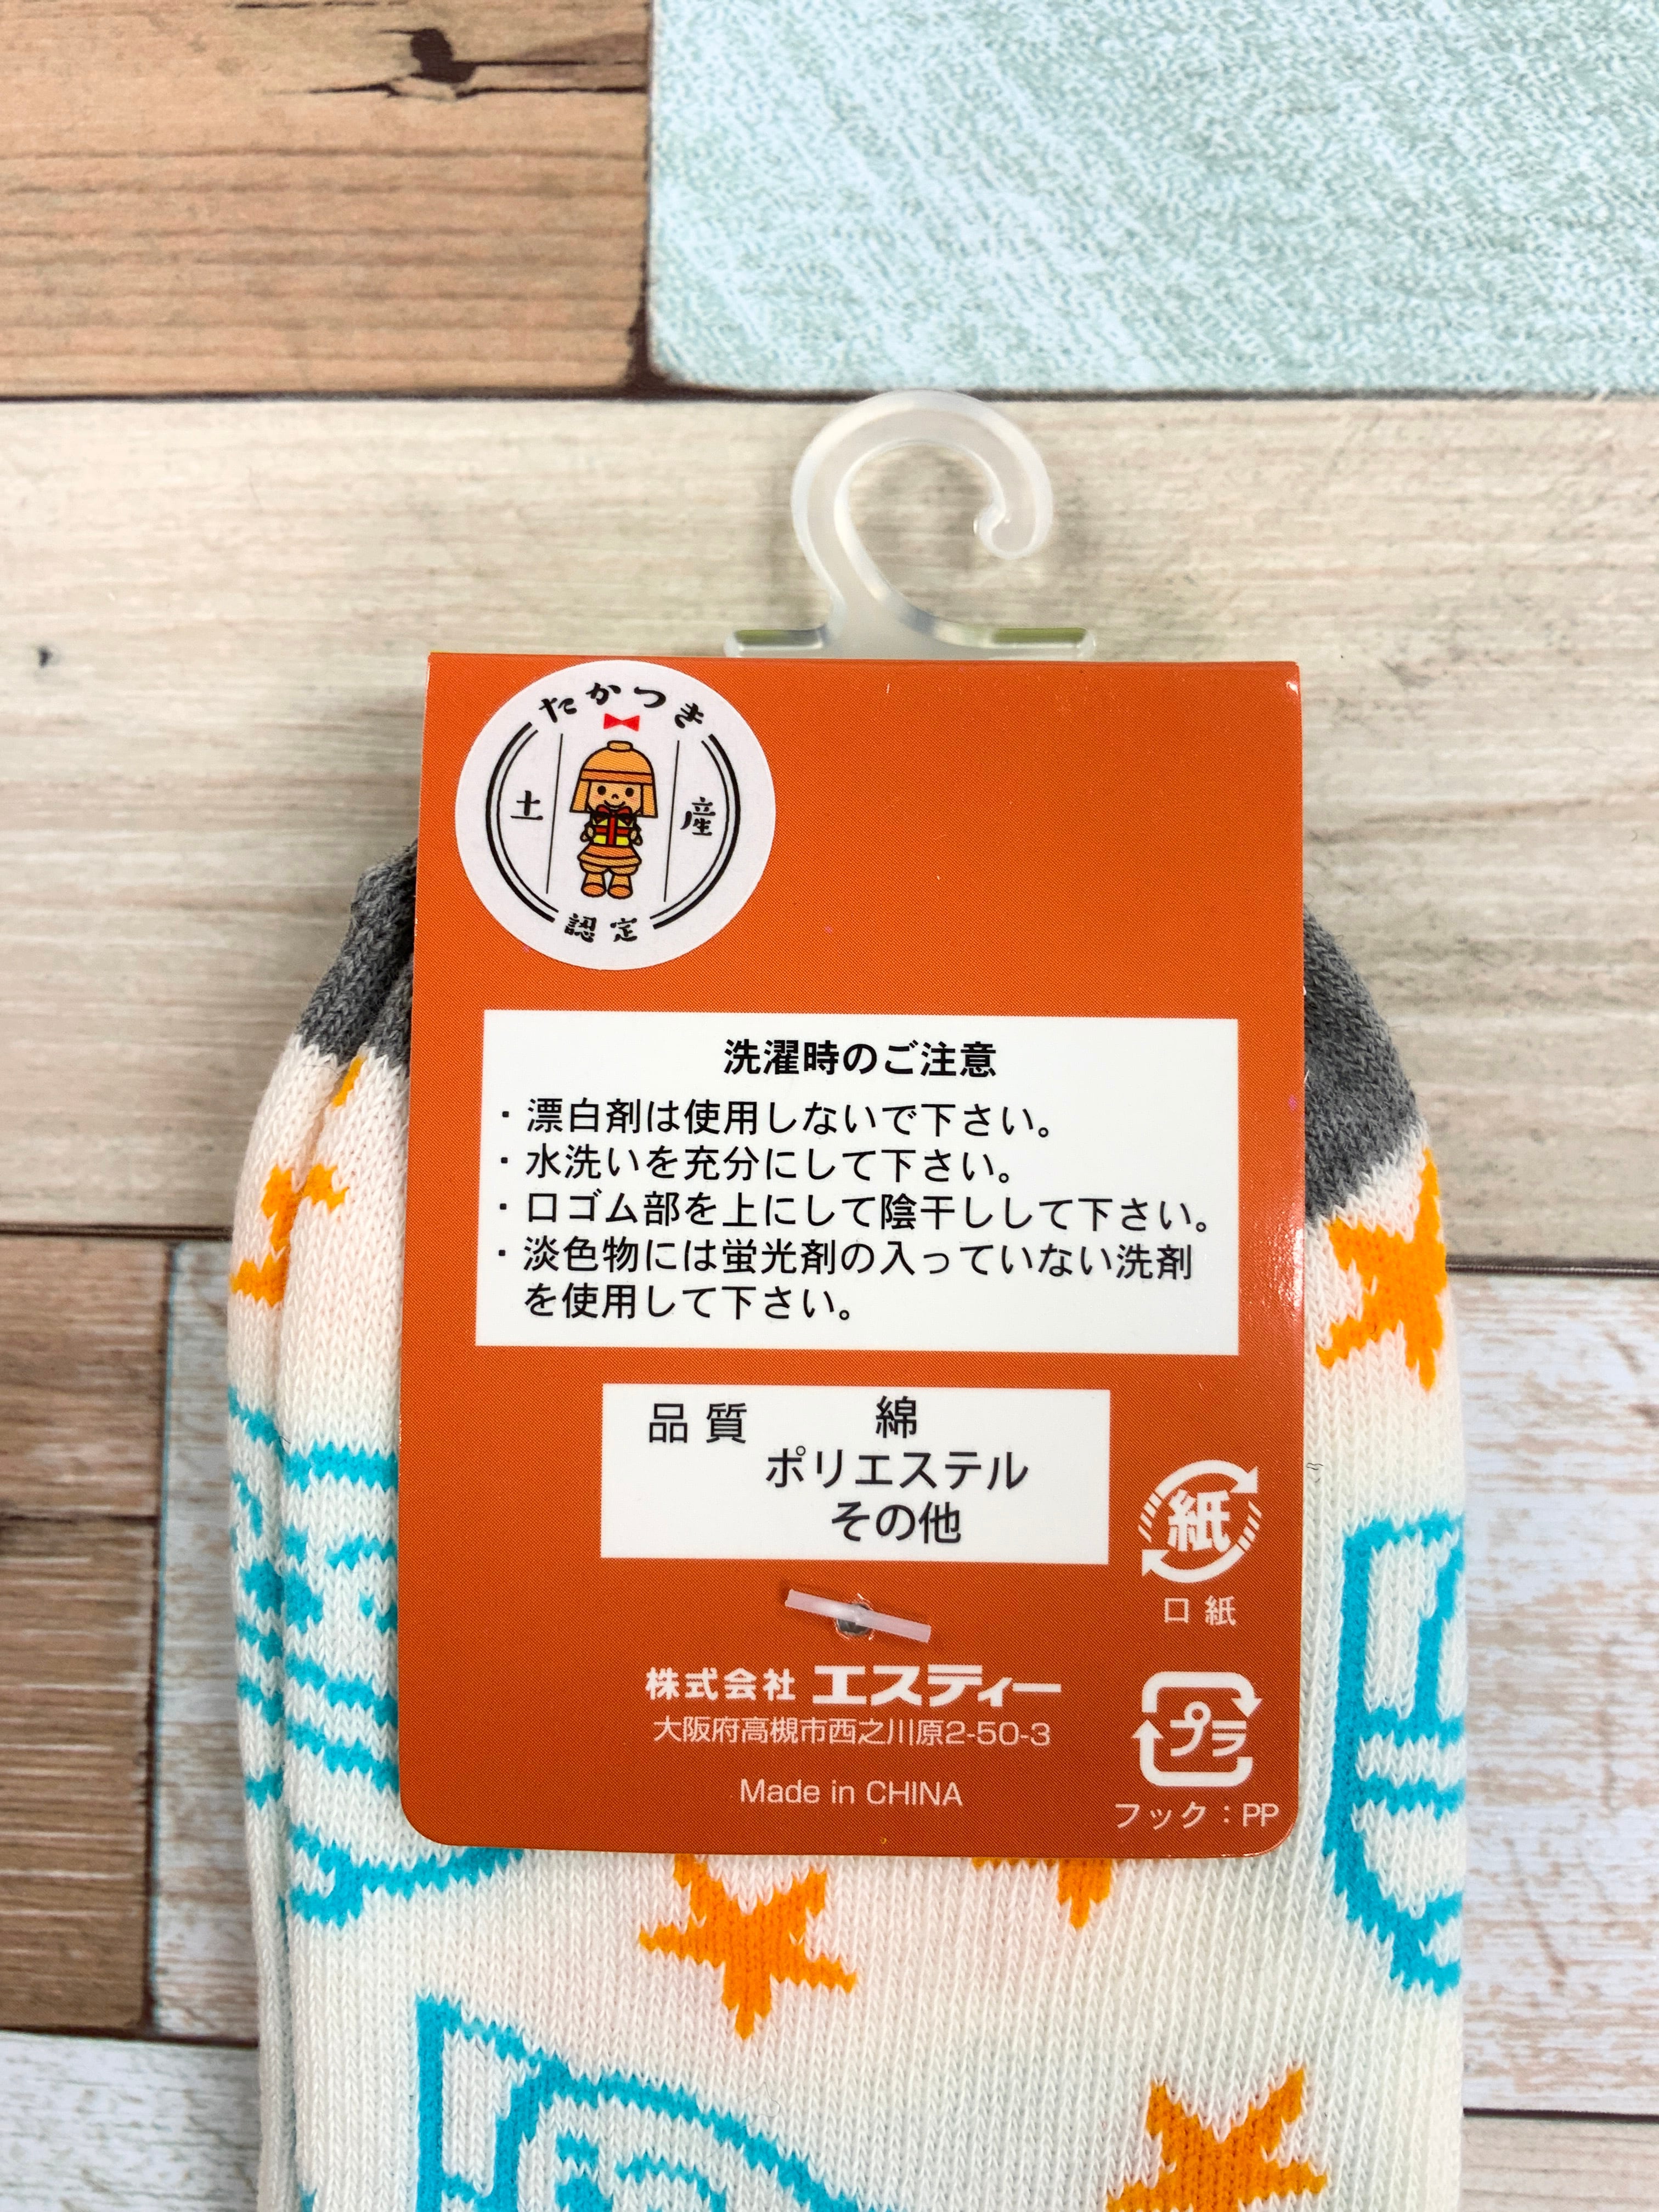 たかつき
土産
認定
洗濯時のご注意
・漂白剤は使用しないで下さい。
・水洗いを充分にして下さい。
・口ゴム部を上にして陰干しして下さい。
・淡色物には蛍光剤の入っていない洗剤
を使用して下さい。
品質 綿
ポリエステル
その他
紙
口紙
株式会社 エスティー
大阪府高槻市西之川原2-50-3
プラ
Made in CHINA
フック：PP